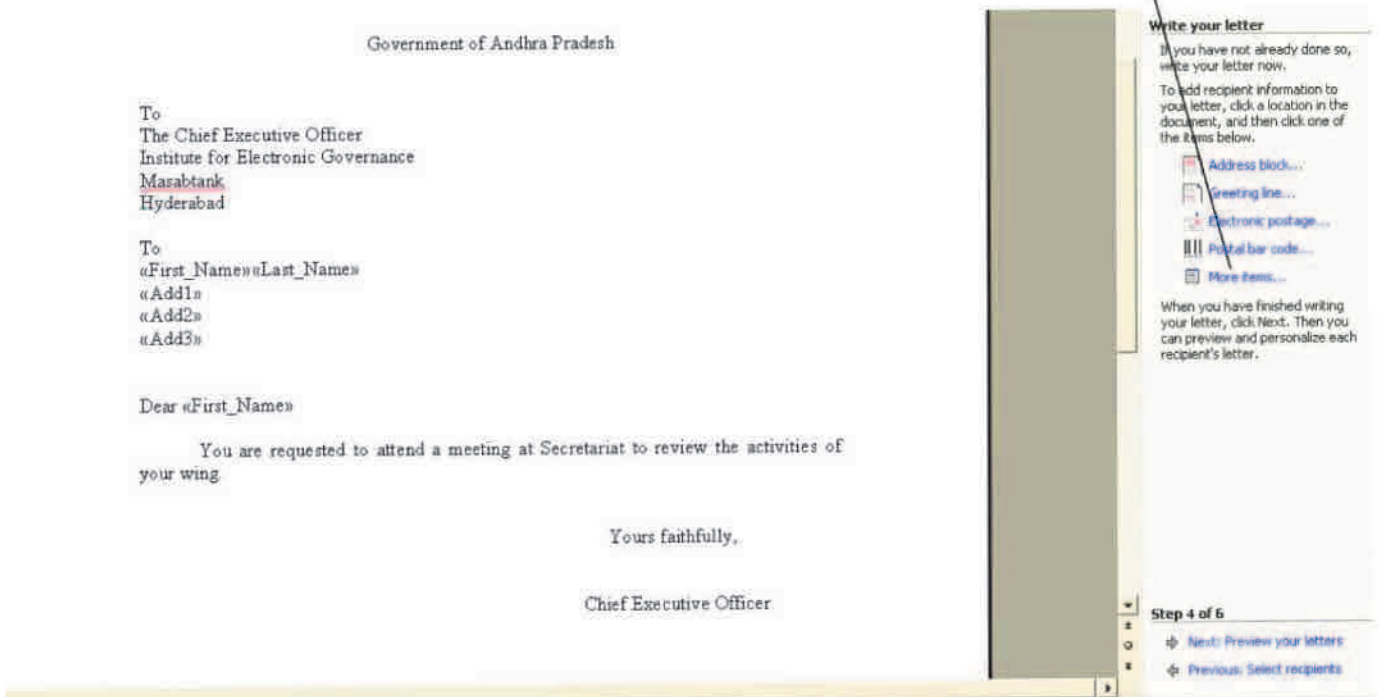 Government of Andhra Pradesh
To
The Chief Executive Officer
Institute for Electronic Governance
Masabtank
Hyderabad
To
«First_Name»«Last_Name»
«Add1»
«Add2»
«Add3»
Dear «First_Name»
You are requested to attend a meeting at Secretariat to review the activities of
your wing.
Yours faithfully,
Chief Executive Officer
Write your letter
If you have not already done so,
write your letter now.
To add recipient information to
your letter, click a location in the
document, and then click one of
the items below.
Address block...
Greeting line...
Electronic postage...
Postal bar code...
More items...
When you have finished writing
your letter, click Next. Then you
can preview and personalize each
recipient's letter.
Step 4 of 6
Next: Preview your letters
Previous: Select recipients